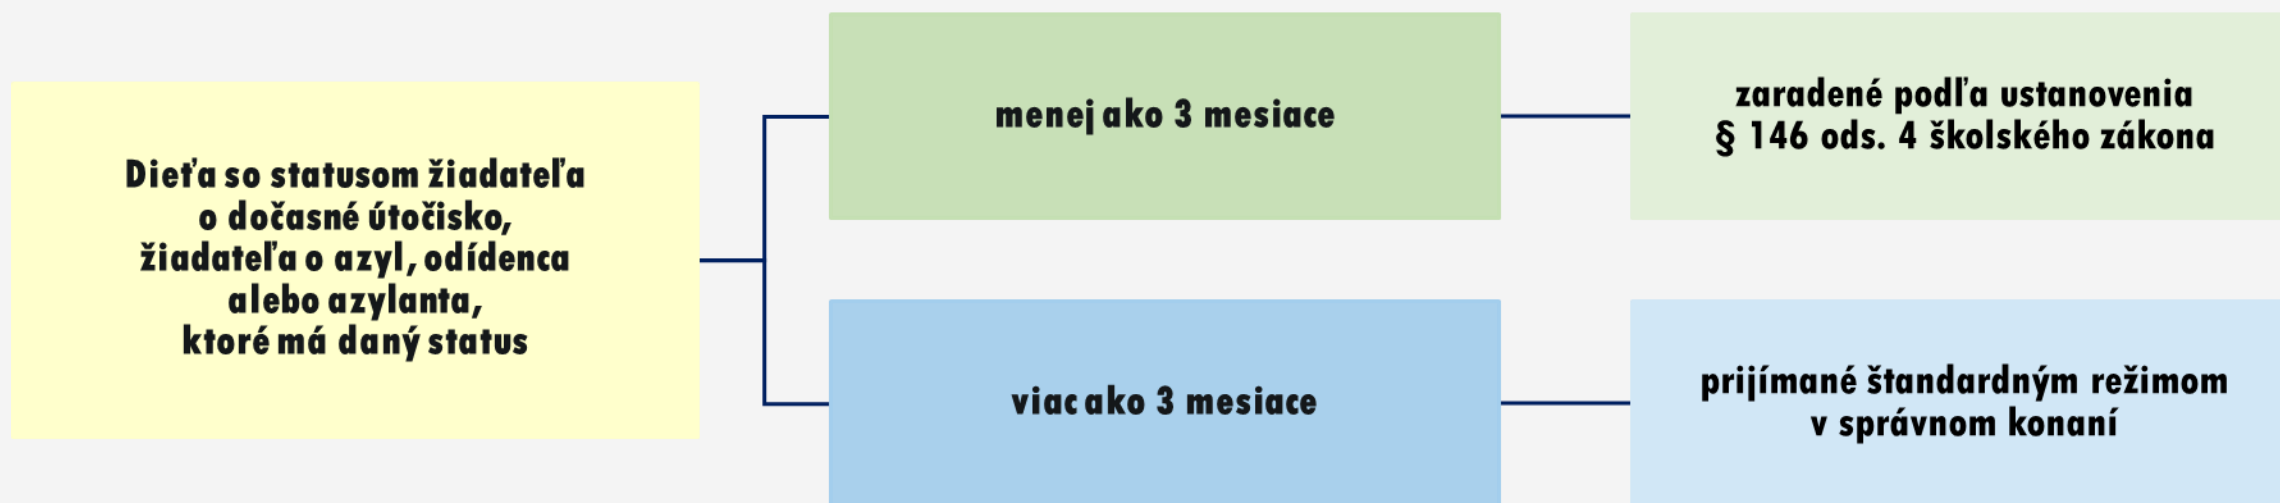 Dieťa so statusom žiadateľa
o dočasné útočisko,
žiadateľa o azyl, odídenca
alebo azylanta,
ktoré má daný status
menej ako 3 mesiace
zaradené podľa ustanovenia
§ 146 ods. 4 školského zákona
viac ako 3 mesiace
prijímané štandardným režimom
v správnom konaní